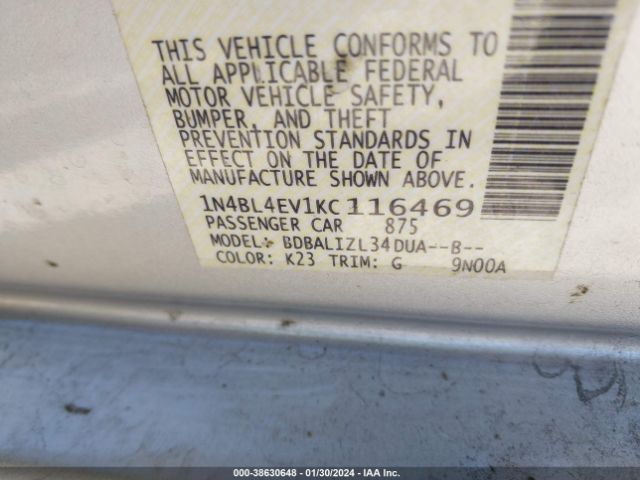 THIS VEHICLE CONFORMS TO
ALL APPLICABLE FEDERAL
MOTOR VEHICLE SAFETY,
BUMPER, AND THEFT
PREVENTION STANDARDS IN
EFFECT ON THE DATE OF
MANUFACTURE SHOWN ABOVE.
1N4BL4EV1KC116469
PASSENGER CAR 875
MODEL: BDBALIZL34DUA--B--
COLOR: K23 TRIM: G 9N00A
000-38630648 - 01/30/2024 - IAA Inc.